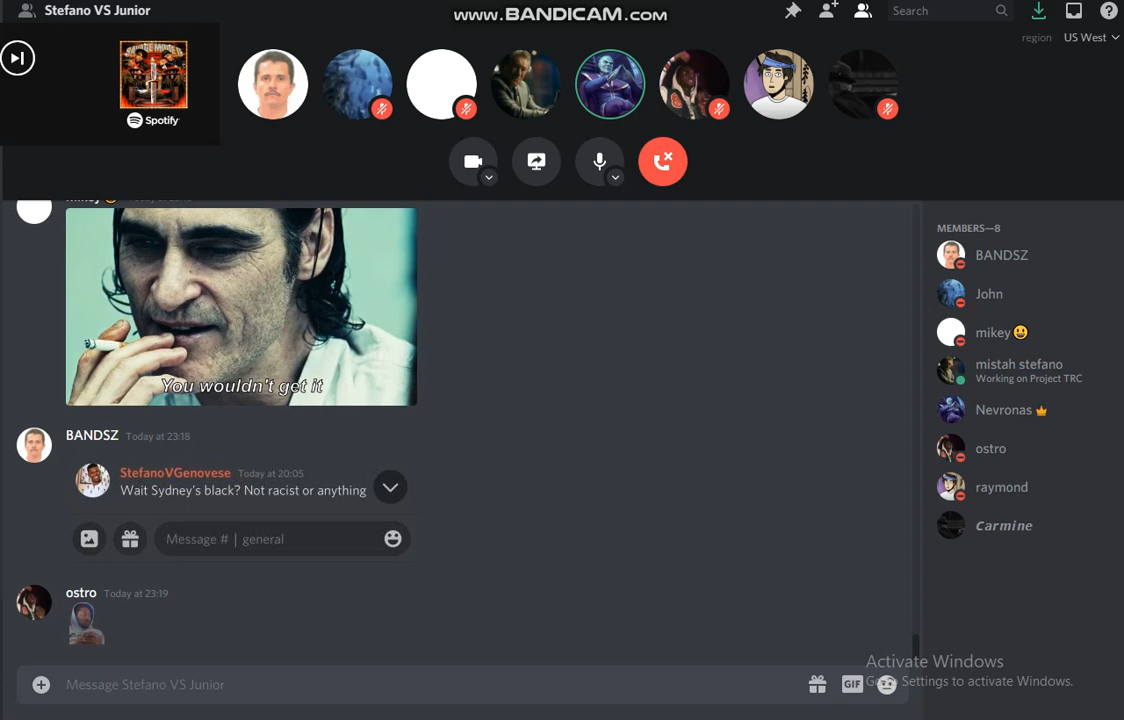 Stefano VS Junior
www.BANDICAM.com
Search
region US West
Spotify
You wouldn't get it
BANDSZ Today at 23:18
StefanoVGenovese Today at 20:05
Wait Sydney's black? Not racist or anything
Message # | general
ostro Today at 23:19
Message Stefano VS Junior
GIF
MEMBERS—8
BANDSZ
John
mikey 😃
mistah stefano
Working on Project TRC
Nevronas
ostro
raymond
Carmine
Activate Windows
Settings to activate Windows.